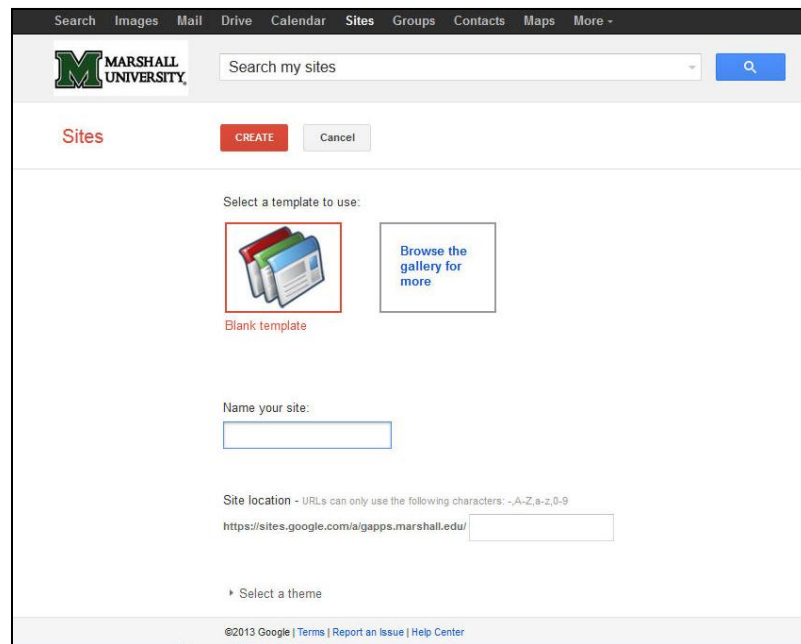 Search Images Mail Drive Calendar Sites Groups Contacts Maps More
M MARSHALL
UNIVERSITY.
Search my sites
Sites
CREATE Cancel
Select a template to use:
Browse the
gallery for
more
Blank template
Name your site:
Site location - URLs can only use the following characters: -,A-Z,a-z,0-9
https://sites.google.com/a/gapps.marshall.edu/
Select a theme
©2013 Google | Terms | Report an Issue | Help Center